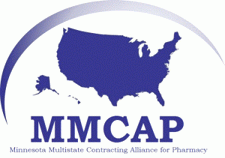 MMCAP
Minnesota Multistate Contracting Alliance for Pharmacy